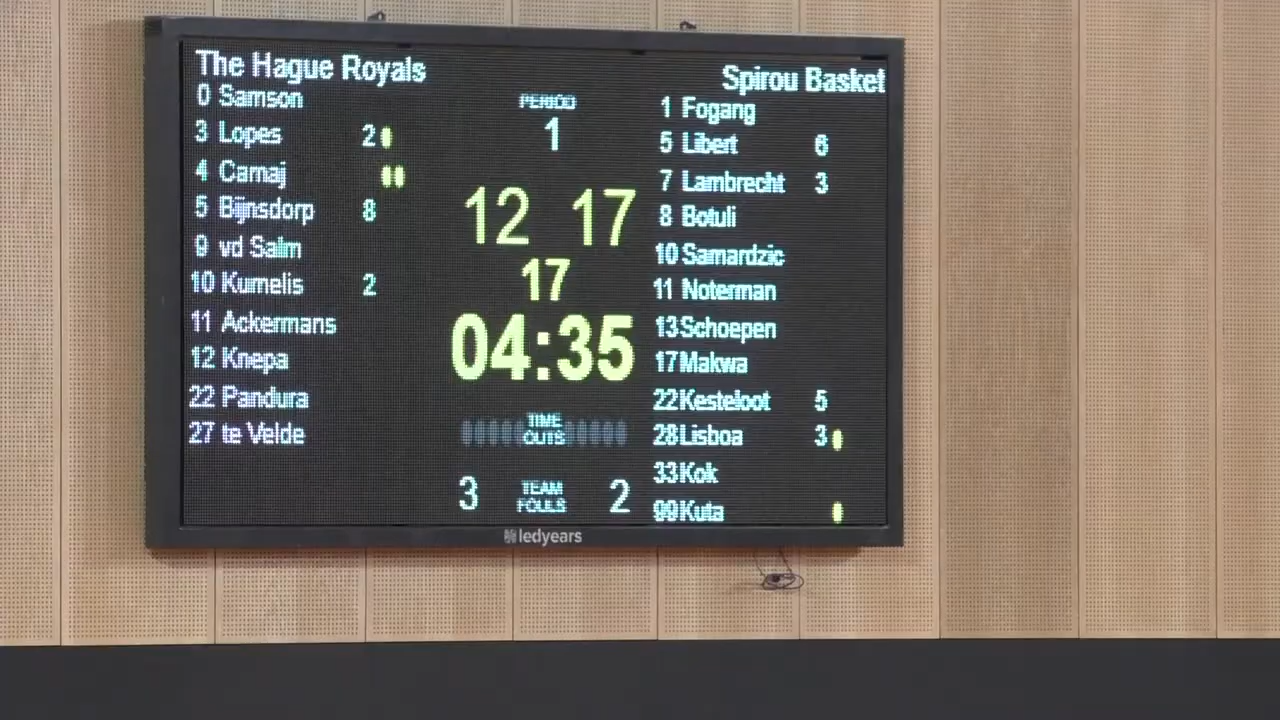 The Hague Royals
0 Samson
3 Lopes 2
4 Carnaj
5 Bijnsdorp 8
9 vd Salm
10 Kurnelis 2
11 Ackermans
12 Knepa
22 Pandura
27 te Velde
PERIOD
1
12 17
17
04:35
TIME
OUTS
3 TEAM FOULS 2
Spirou Basket
1 Fogang
5 Libert 6
7 Lambrecht 3
8 Botuli
10 Samardzic
11 Noterman
13 Schoepen
17 Makwa
22 Kesteloot 5
28 Lisboa 3
33 Kok
99 Kuta
ledyears